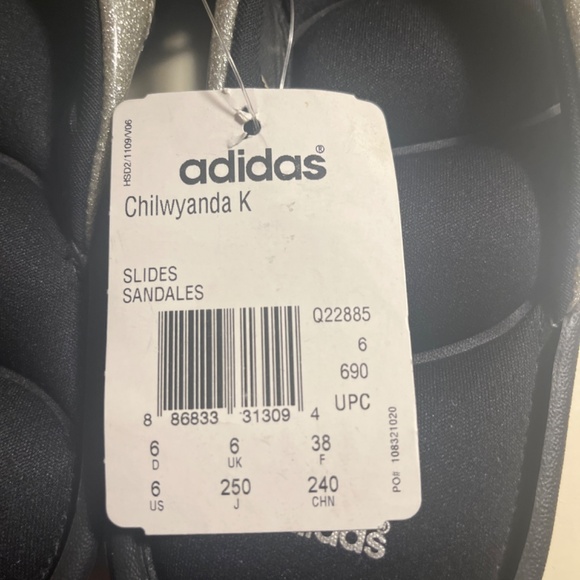 HSD2/1109/V06
adidas®
Chilwyanda K
SLIDES
SANDALES
Q22885
6
690
UPC
8 86833 31309 4
6 6 38
D UK F
6 250 240
US J CHN
PO# 108321020
adidas